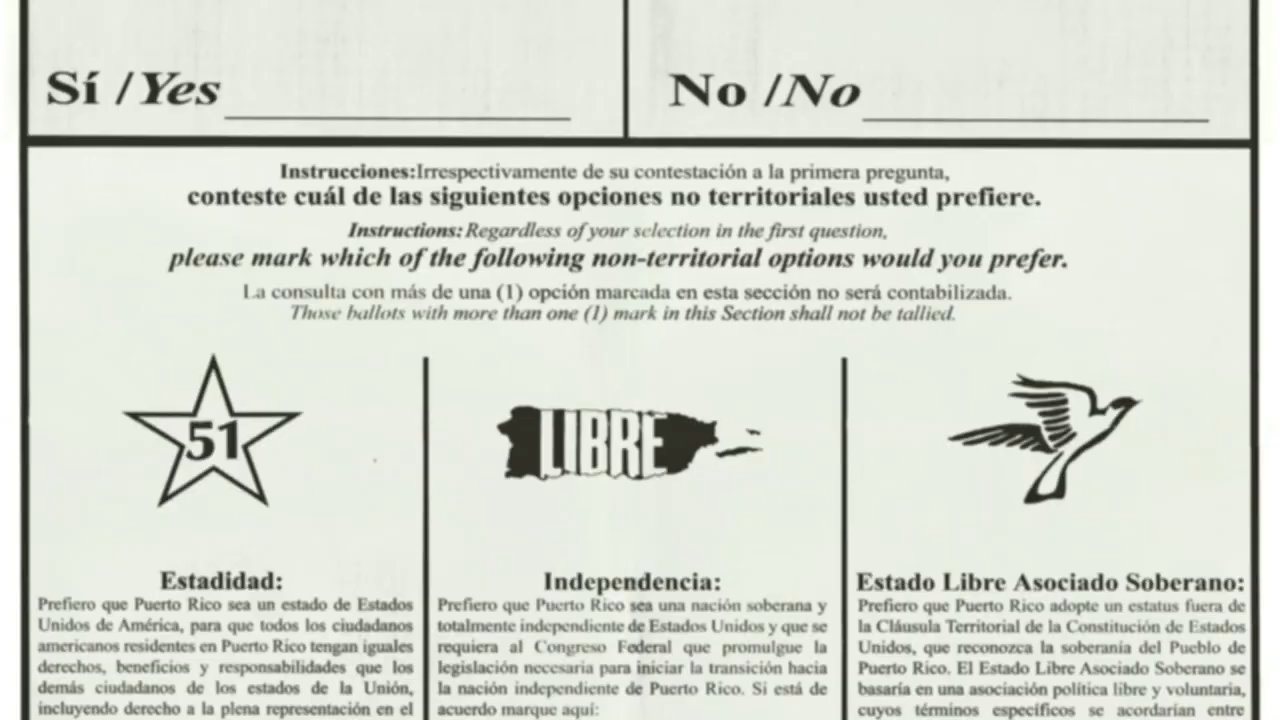 Sí / Yes
No / No
Instrucciones:Irrespectivamente de su contestación a la primera pregunta,
conteste cuál de las siguientes opciones no territoriales usted prefiere.
Instructions: Regardless of your selection in the first question,
please mark which of the following non-territorial options would you prefer.
La consulta con más de una (1) opción marcada en esta sección no será contabilizada.
Those ballots with more than one (1) mark in this Section shall not be tallied.
51
LIBRE
Estadidad:
Prefiero que Puerto Rico sea un estado de Estados
Unidos de América, para que todos los ciudadanos
americanos residentes en Puerto Rico tengan iguales
derechos, beneficios y responsabilidades que los
demás ciudadanos de los estados de la Unión,
incluyendo derecho a la plena representación en el
Independencia:
Prefiero que Puerto Rico sea una nación soberana y
totalmente independiente de Estados Unidos y que se
requiera al Congreso Federal que promulgue la
legislación necesaria para iniciar la transición hacia
la nación independiente de Puerto Rico. Si está de
acuerdo marque aquí:
Estado Libre Asociado Soberano:
Prefiero que Puerto Rico adopte un estatus fuera de
la Cláusula Territorial de la Constitución de Estados
Unidos, que reconozca la soberanía del Pueblo de
Puerto Rico. El Estado Libre Asociado Soberano se
basaría en una asociación política libre y voluntaria,
cuyos términos específicos se acordarían entre